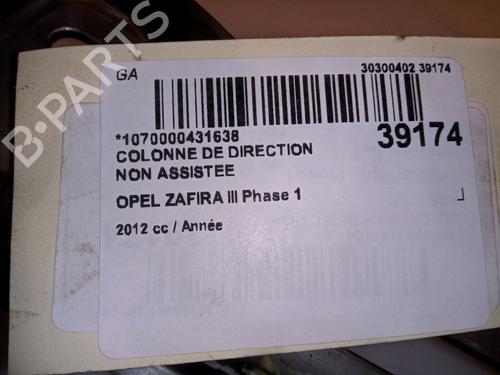 GA
30300402 39174
*1070000431638
39174
COLONNE DE DIRECTION
NON ASSISTEE
OPEL ZAFIRA III Phase 1
2012 cc / Année
B-PARTS